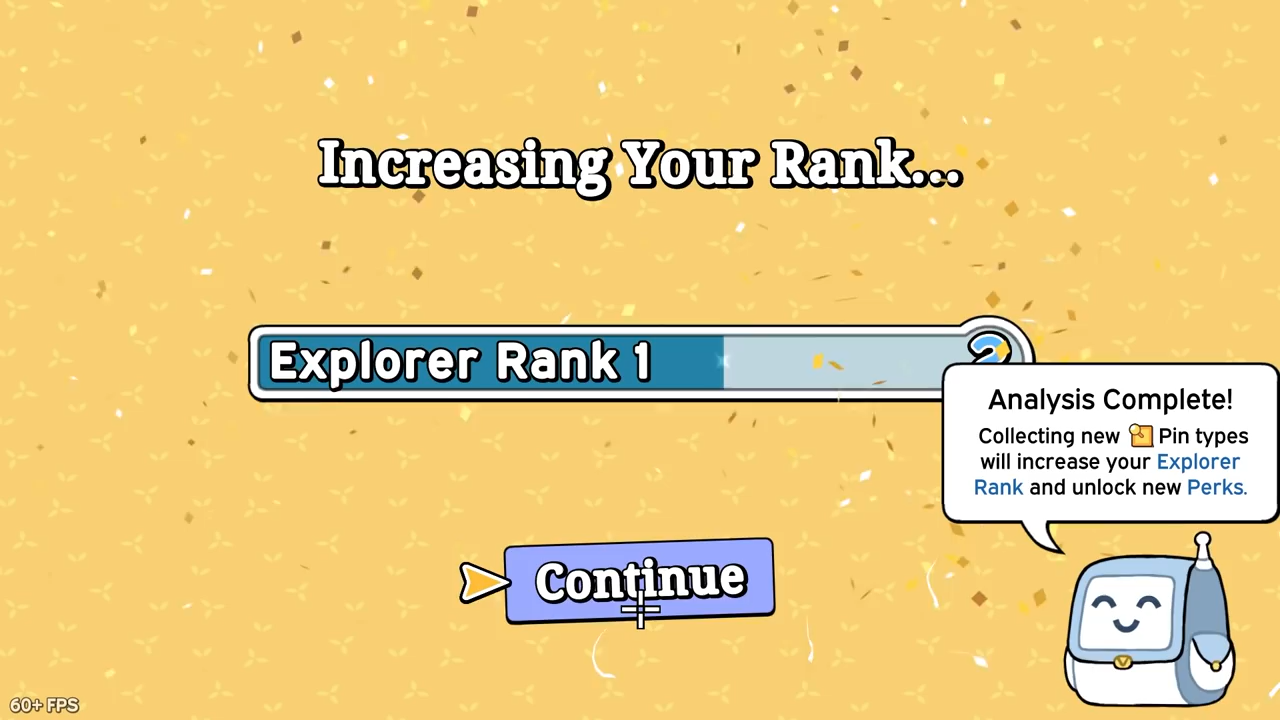 Increasing Your Rank...
Explorer Rank 1
2
Analysis Complete!
Collecting new Pin types
will increase your Explorer
Rank and unlock new Perks.
Continue
60+ FPS